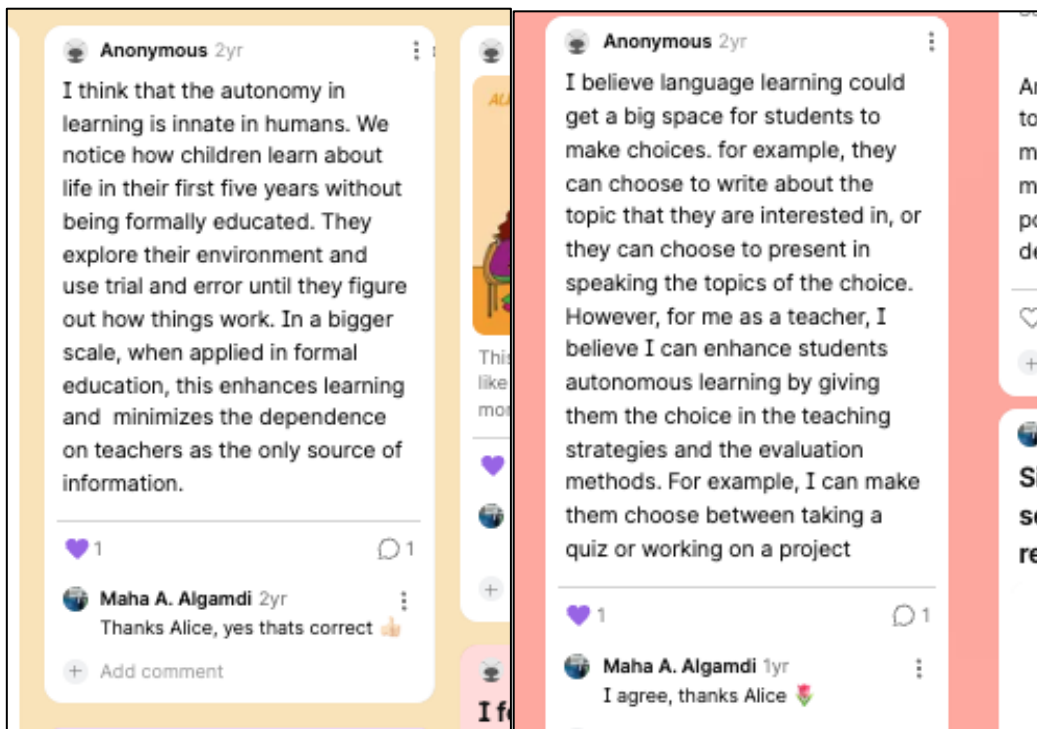 Anonymous 2yr
I think that the autonomy in
learning is innate in humans. We
notice how children learn about
life in their first five years without
being formally educated. They
explore their environment and
use trial and error until they figure
out how things work. In a bigger
scale, when applied in formal
education, this enhances learning
and minimizes the dependence
on teachers as the only source of
information.
1 1
Maha A. Algamdi 2yr
Thanks Alice, yes thats correct 👍🏻
+ Add comment
This
like
I f
Anonymous 2yr
I believe language learning could
get a big space for students to
make choices. for example, they
can choose to write about the
topic that they are interested in, or
they can choose to present in
speaking the topics of the choice.
However, for me as a teacher, I
believe I can enhance students
autonomous learning by giving
them the choice in the teaching
strategies and the evaluation
methods. For example, I can make
them choose between taking a
quiz or working on a project
1 1
Maha A. Algamdi 1yr
I agree, thanks Alice 🌷